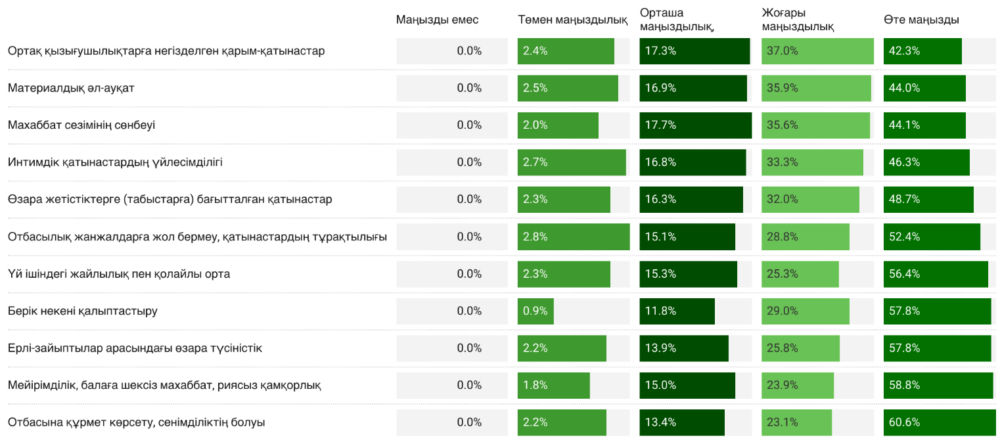 Маңызды емес
Төмен маңыздылық
Орташа
маңыздылық,
Жоғары
маңыздылық
Өте маңызды
Ортақ қызығушылықтарға негізделген қарым-қатынастар 0.0% 2.4% 17.3% 37.0% 42.3%
Материалдық әл-ауқат 0.0% 2.5% 16.9% 35.9% 44.0%
Махаббат сезімінің сөнбеуі 0.0% 2.0% 17.7% 35.6% 44.1%
Интимдік қатынастардың үйлесімділігі 0.0% 2.7% 16.8% 33.3% 46.3%
Өзара жетістіктерге (табыстарға) бағытталған қатынастар 0.0% 2.3% 16.3% 32.0% 48.7%
Отбасылық жанжалдарға жол бермеу, қатынастардың тұрақтылығы 0.0% 2.8% 15.1% 28.8% 52.4%
Үй ішіндегі жайлылық пен қолайлы орта 0.0% 2.3% 15.3% 25.3% 56.4%
Берік некені қалыптастыру 0.0% 0.9% 11.8% 29.0% 57.8%
Ерлі-зайыптылар арасындағы өзара түсіністік 0.0% 2.2% 13.9% 25.8% 57.8%
Мейірімділік, балаға шексіз махаббат, риясыз қамқорлық 0.0% 1.8% 15.0% 23.9% 58.8%
Отбасына құрмет көрсету, сенімділіктің болуы 0.0% 2.2% 13.4% 23.1% 60.6%